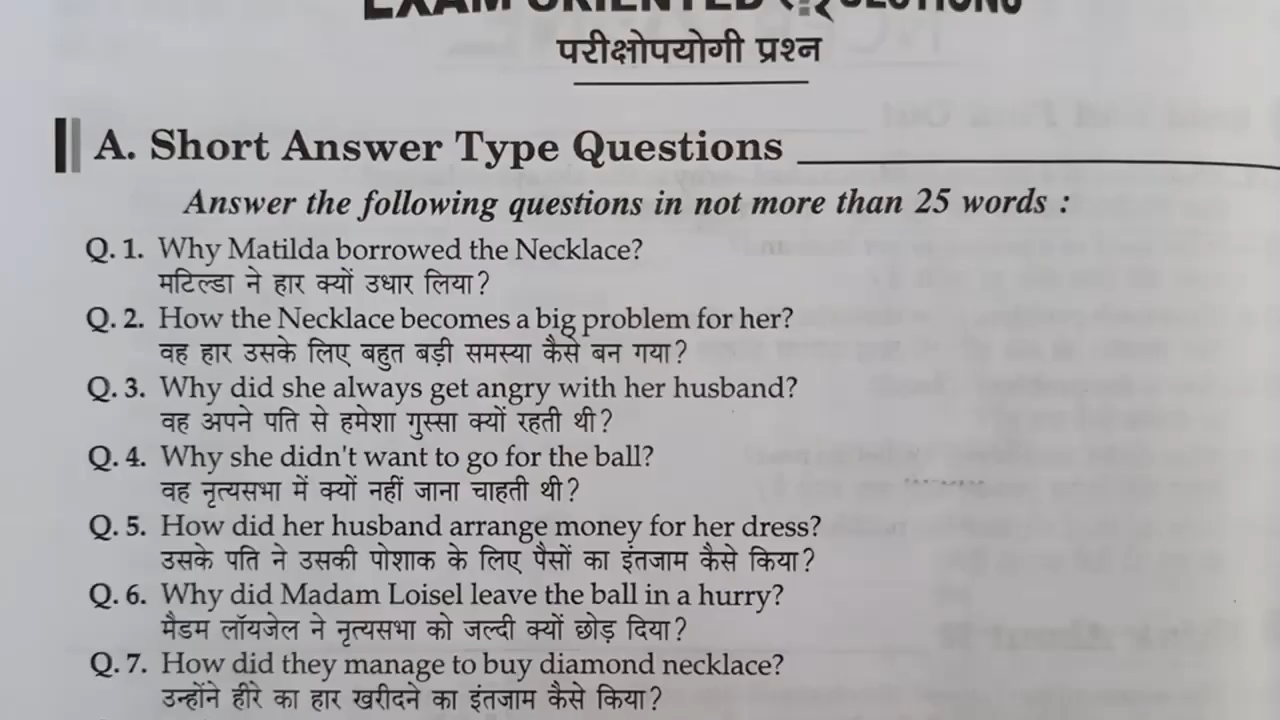 EXAM ORIENTED QUESTIONS
परीक्षोपयोगी प्रश्न
A. Short Answer Type Questions
Answer the following questions in not more than 25 words :
Q. 1. Why Matilda borrowed the Necklace?
मटिल्डा ने हार क्यों उधार लिया?
Q. 2. How the Necklace becomes a big problem for her?
वह हार उसके लिए बहुत बड़ी समस्या कैसे बन गया?
Q. 3. Why did she always get angry with her husband?
वह अपने पति से हमेशा गुस्सा क्यों रहती थी?
Q. 4. Why she didn't want to go for the ball?
वह नृत्यसभा में क्यों नहीं जाना चाहती थी?
Q. 5. How did her husband arrange money for her dress?
उसके पति ने उसकी पोशाक के लिए पैसों का इंतजाम कैसे किया?
Q. 6. Why did Madam Loisel leave the ball in a hurry?
मैडम लॉयजेल ने नृत्यसभा को जल्दी क्यों छोड़ दिया?
Q. 7. How did they manage to buy diamond necklace?
उन्होंने हीरे का हार खरीदने का इंतजाम कैसे किया?